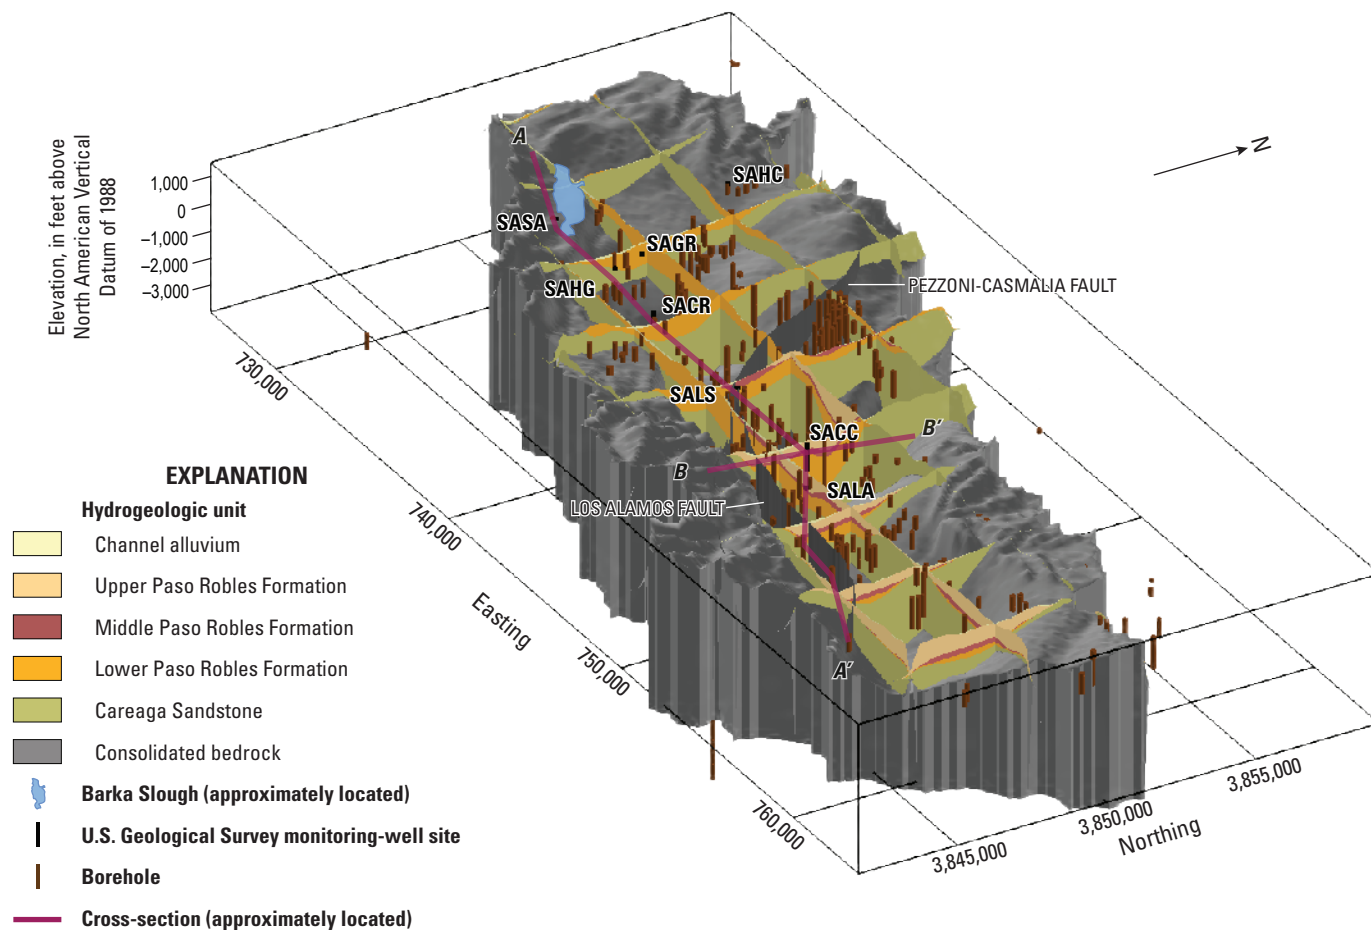 Elevation, in feet above
North American Vertical
Datum of 1988
1,000
0
–1,000
–2,000
–3,000
N
A
SAHC
SASA
SAGR
SAHG
SACR
PEZZONI-CASMALIA FAULT
SALS
SACC
B
B′
SALA
LOS ALAMOS FAULT
A′
730,000
740,000
750,000
760,000
Easting
3,845,000
3,850,000
3,855,000
Northing
EXPLANATION
Hydrogeologic unit
Channel alluvium
Upper Paso Robles Formation
Middle Paso Robles Formation
Lower Paso Robles Formation
Careaga Sandstone
Consolidated bedrock
Barka Slough (approximately located)
U.S. Geological Survey monitoring-well site
Borehole
Cross-section (approximately located)